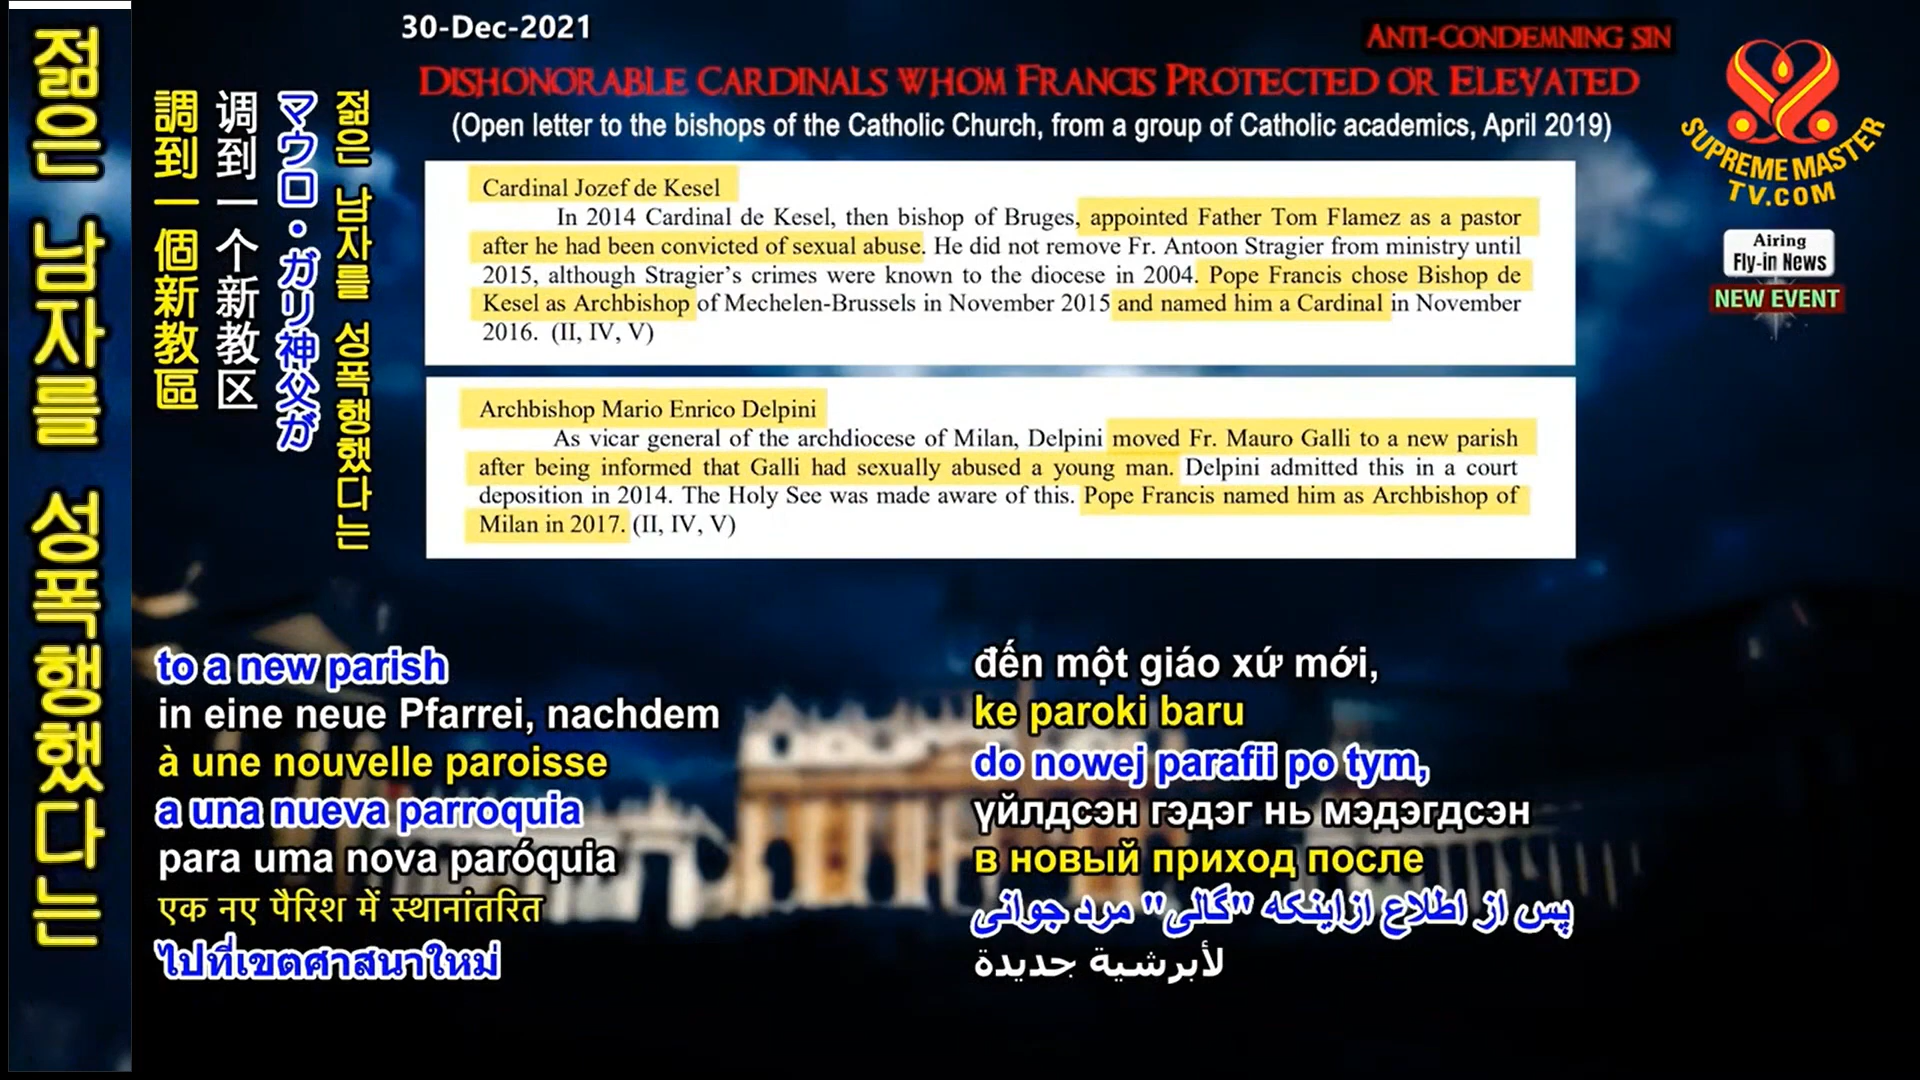 30-Dec-2021
ANTI-CONDEMNING SIN
DISHONORABLE CARDINALS WHOM FRANCIS PROTECTED OR ELEVATED
(Open letter to the bishops of the Catholic Church, from a group of Catholic academics, April 2019)
SUPREME MASTER
TV.COM
Airing
Fly-in News
NEW EVENT
젊은 남자를 성폭행했다는
調到一個新教區
调到一个新教区
マウロ・ガリ神父が
젊은 남자를 성폭행했다는
Cardinal Jozef de Kesel
In 2014 Cardinal de Kesel, then bishop of Bruges, appointed Father Tom Flamez as a pastor
after he had been convicted of sexual abuse. He did not remove Fr. Antoon Stragier from ministry until
2015, although Stragier's crimes were known to the diocese in 2004. Pope Francis chose Bishop de
Kesel as Archbishop of Mechelen-Brussels in November 2015 and named him a Cardinal in November
2016. (II, IV, V)
Archbishop Mario Enrico Delpini
As vicar general of the archdiocese of Milan, Delpini moved Fr. Mauro Galli to a new parish
after being informed that Galli had sexually abused a young man. Delpini admitted this in a court
deposition in 2014. The Holy See was made aware of this. Pope Francis named him as Archbishop of
Milan in 2017. (II, IV, V)
to a new parish
in eine neue Pfarrei, nachdem
à une nouvelle paroisse
a una nueva parroquia
para uma nova paróquia
एक नए पैरिश में स्थानांतरित
ไปที่เขตศาสนาใหม่
đến một giáo xứ mới,
ke paroki baru
do nowej parafii po tym,
үйлдсэн гэдэг нь мэдэгдсэн
в новый приход после
پس از اطلاع ازاینکه "گالی" مرد جوانی
لأبرشية جديدة